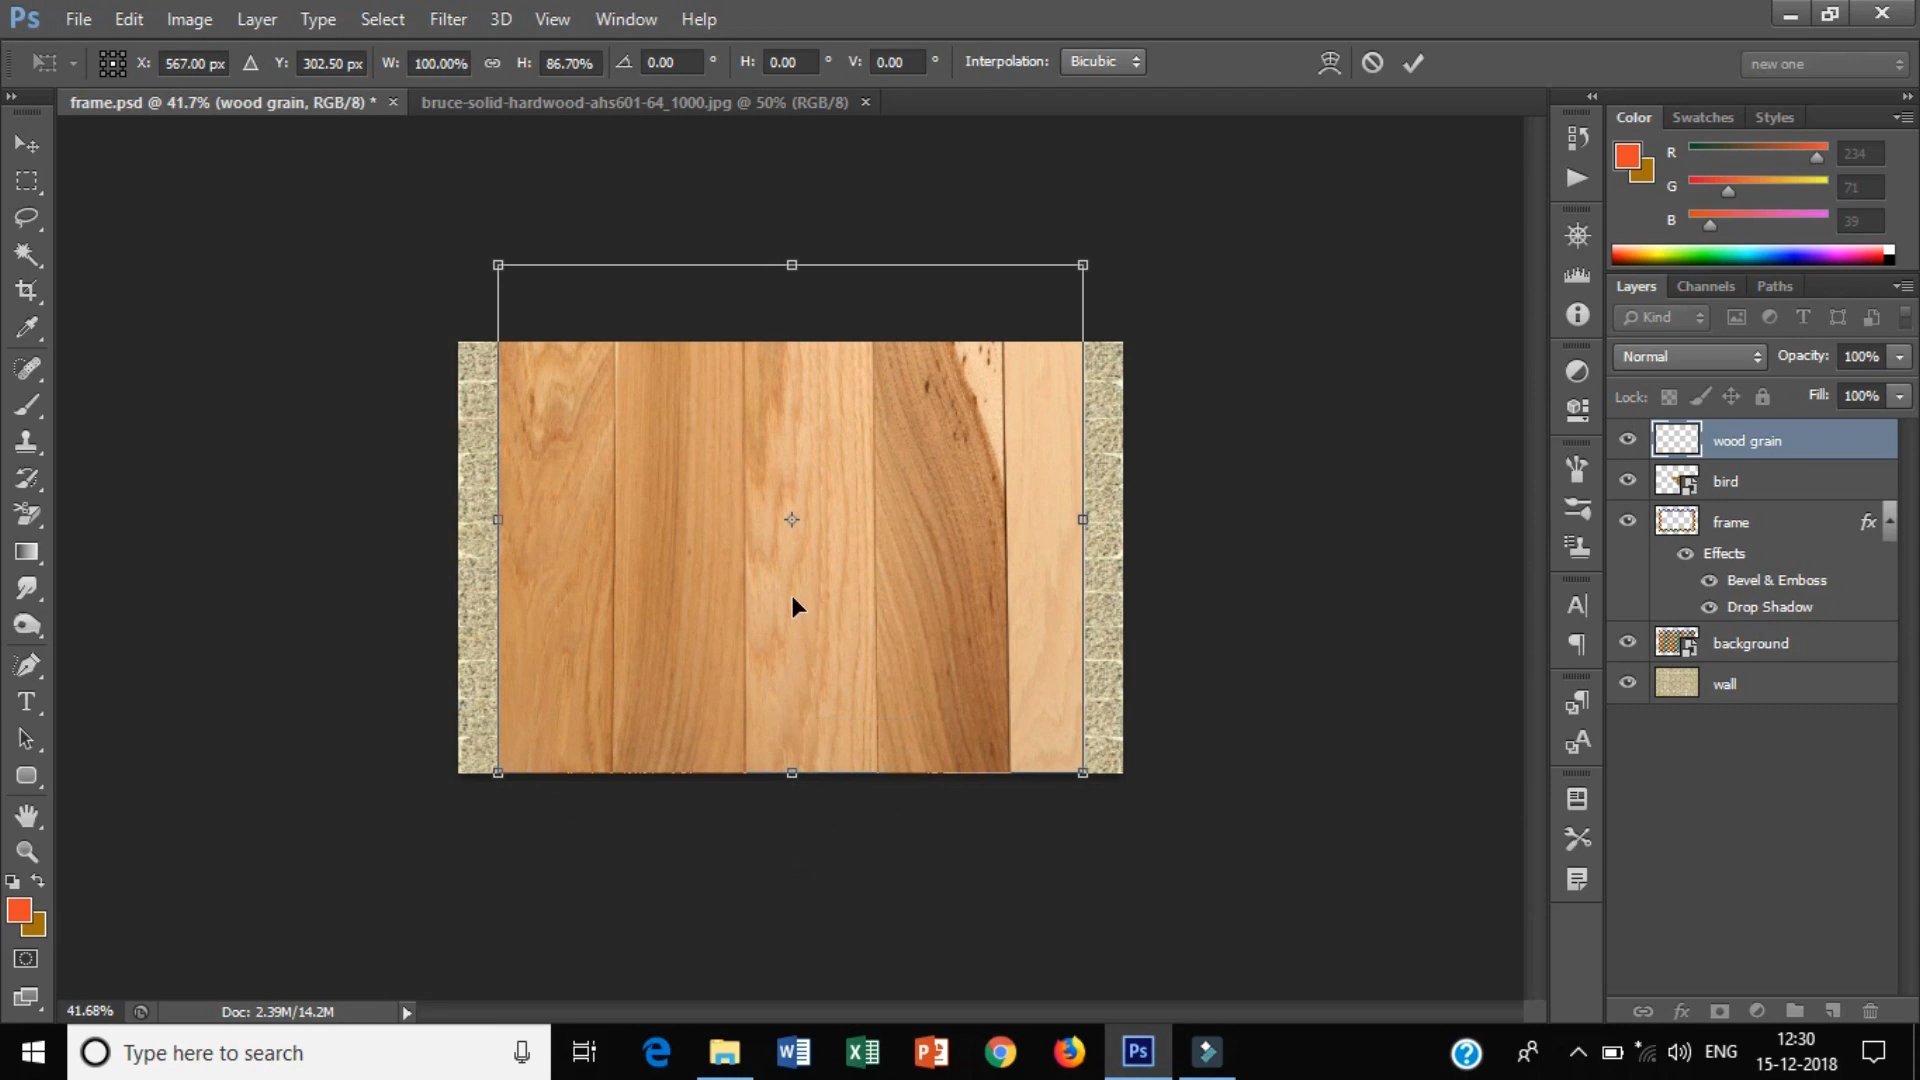 Ps File Edit Image Layer Type Select Filter 3D View Window Help
X: 567.00 px Y: 302.50 px W: 100.00% H: 86.70% 0.00 ° H: 0.00 ° V: 0.00 ° Interpolation: Bicubic new one
frame.psd @ 41.7% (wood grain, RGB/8) * × bruce-solid-hardwood-ahs601-64_1000.jpg @ 50% (RGB/8) ×
Color Swatches Styles
R 234
G 71
B 39
Layers Channels Paths
Kind
Normal Opacity: 100%
Lock: Fill: 100%
wood grain
bird
frame fx
Effects
Bevel & Emboss
Drop Shadow
background
wall
41.68% Doc: 2.39M/14.2M
Type here to search
ENG
12:30
15-12-2018